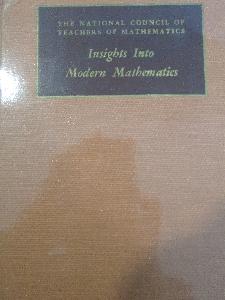 THE NATIONAL COUNCIL OF
TEACHERS OF MATHEMATICS
Insights Into
Modern Mathematics